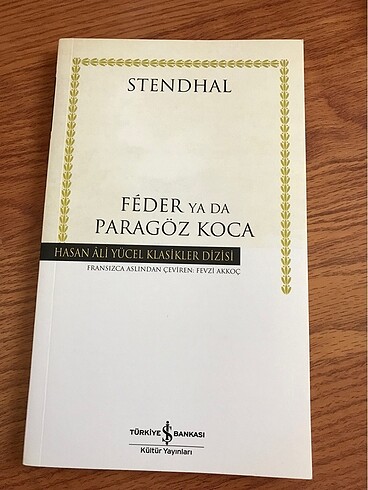 STENDHAL
FÉDER YA DA
PARAGÖZ KOCA
HASAN ÂLİ YÜCEL KLASİKLER DİZİSİ
FRANSIZCA ASLINDAN ÇEVİREN: FEVZİ AKKOÇ
TÜRKİYE İŞ BANKASI
Kültür Yayınları